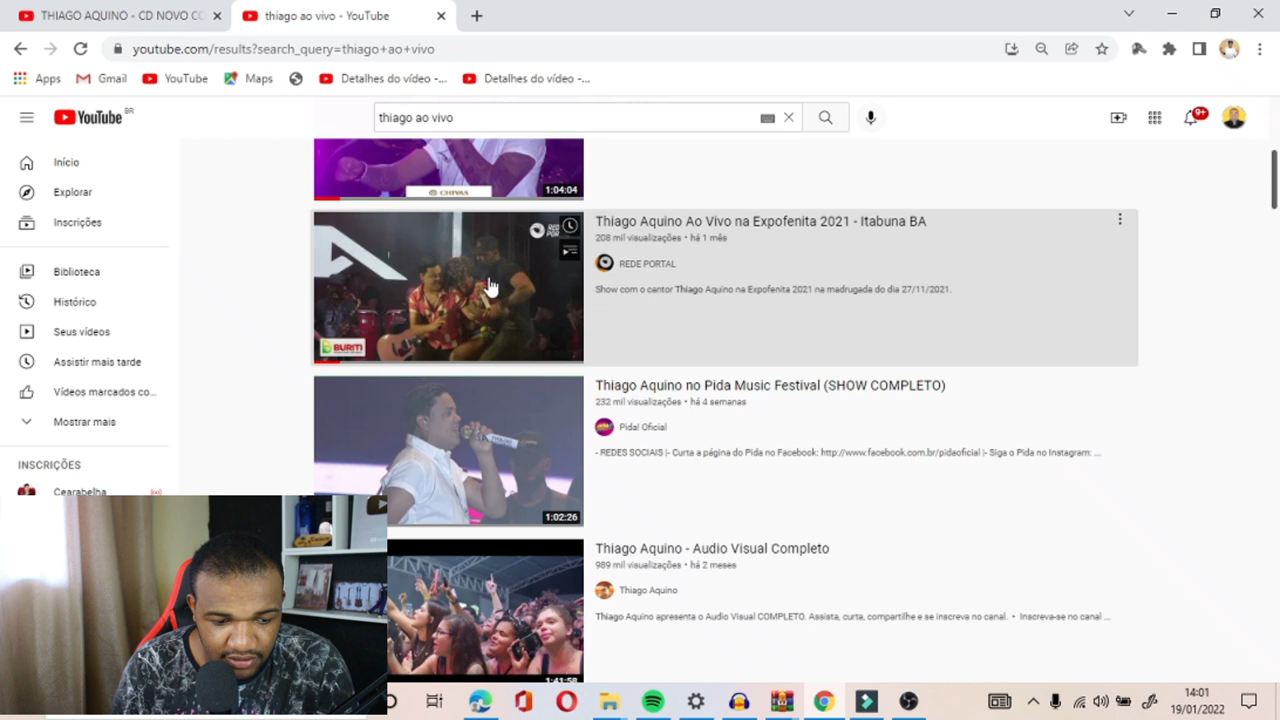 THIAGO AQUINO - CD NOVO CO
thiago ao vivo - YouTube
youtube.com/results?search_query=thiago+ao+vivo
Apps
Gmail
YouTube
Maps
Detalhes do vídeo -...
Detalhes do vídeo -...
YouTube BR
thiago ao vivo
9+
Início
Explorar
Inscrições
Biblioteca
Histórico
Seus vídeos
Assistir mais tarde
Vídeos marcados co...
Mostrar mais
INSCRIÇÕES
Cearabelha
CHIVAS
1:04:04
BURITI
Thiago Aquino Ao Vivo na Expofenita 2021 - Itabuna BA
208 mil visualizações • há 1 mês
REDE PORTAL
Show com o cantor Thiago Aquino na Expofenita 2021 na madrugada do dia 27/11/2021.
1:02:26
Thiago Aquino no Pida Music Festival (SHOW COMPLETO)
232 mil visualizações • há 4 semanas
Pida! Oficial
- REDES SOCIAIS |- Curta a página do Pida no Facebook: http://www.facebook.com.br/pidaoficial |- Siga o Pida no Instagram: ...
1:41:58
Thiago Aquino - Audio Visual Completo
989 mil visualizações • há 2 meses
Thiago Aquino
Thiago Aquino apresenta o Audio Visual COMPLETO. Assista, curta, compartilhe e se inscreva no canal. • Inscreva-se no canal ...
14:01
19/01/2022